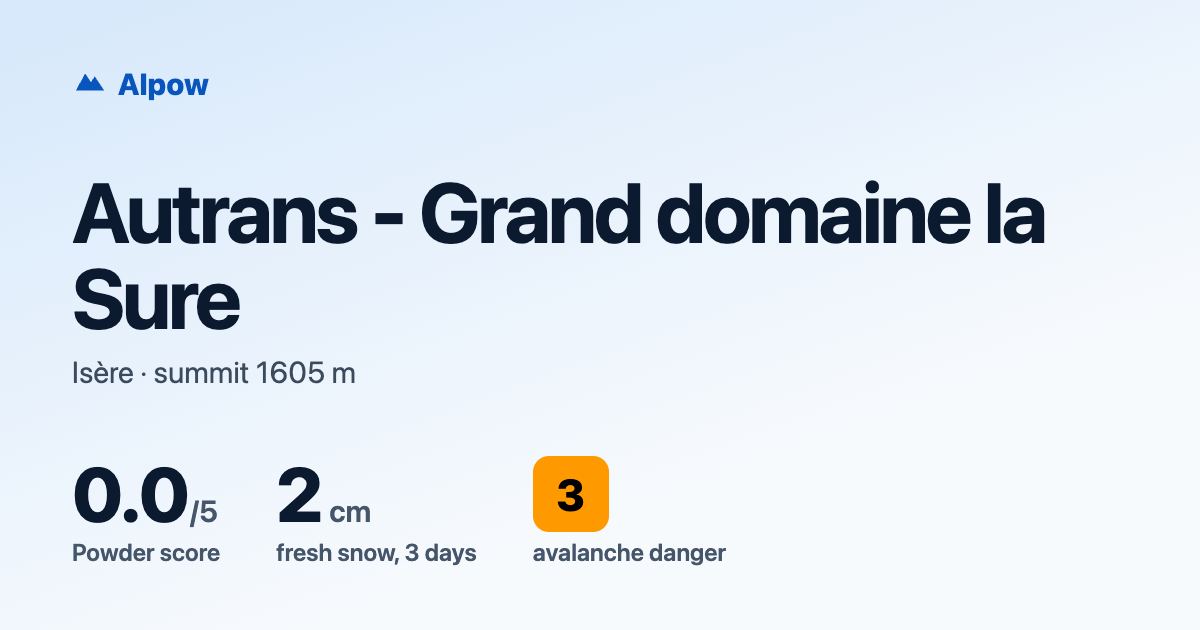 Alpow
Autrans - Grand domaine la
Sure
Isère · summit 1605 m
0.0/5
Powder score
2 cm
fresh snow, 3 days
3
avalanche danger